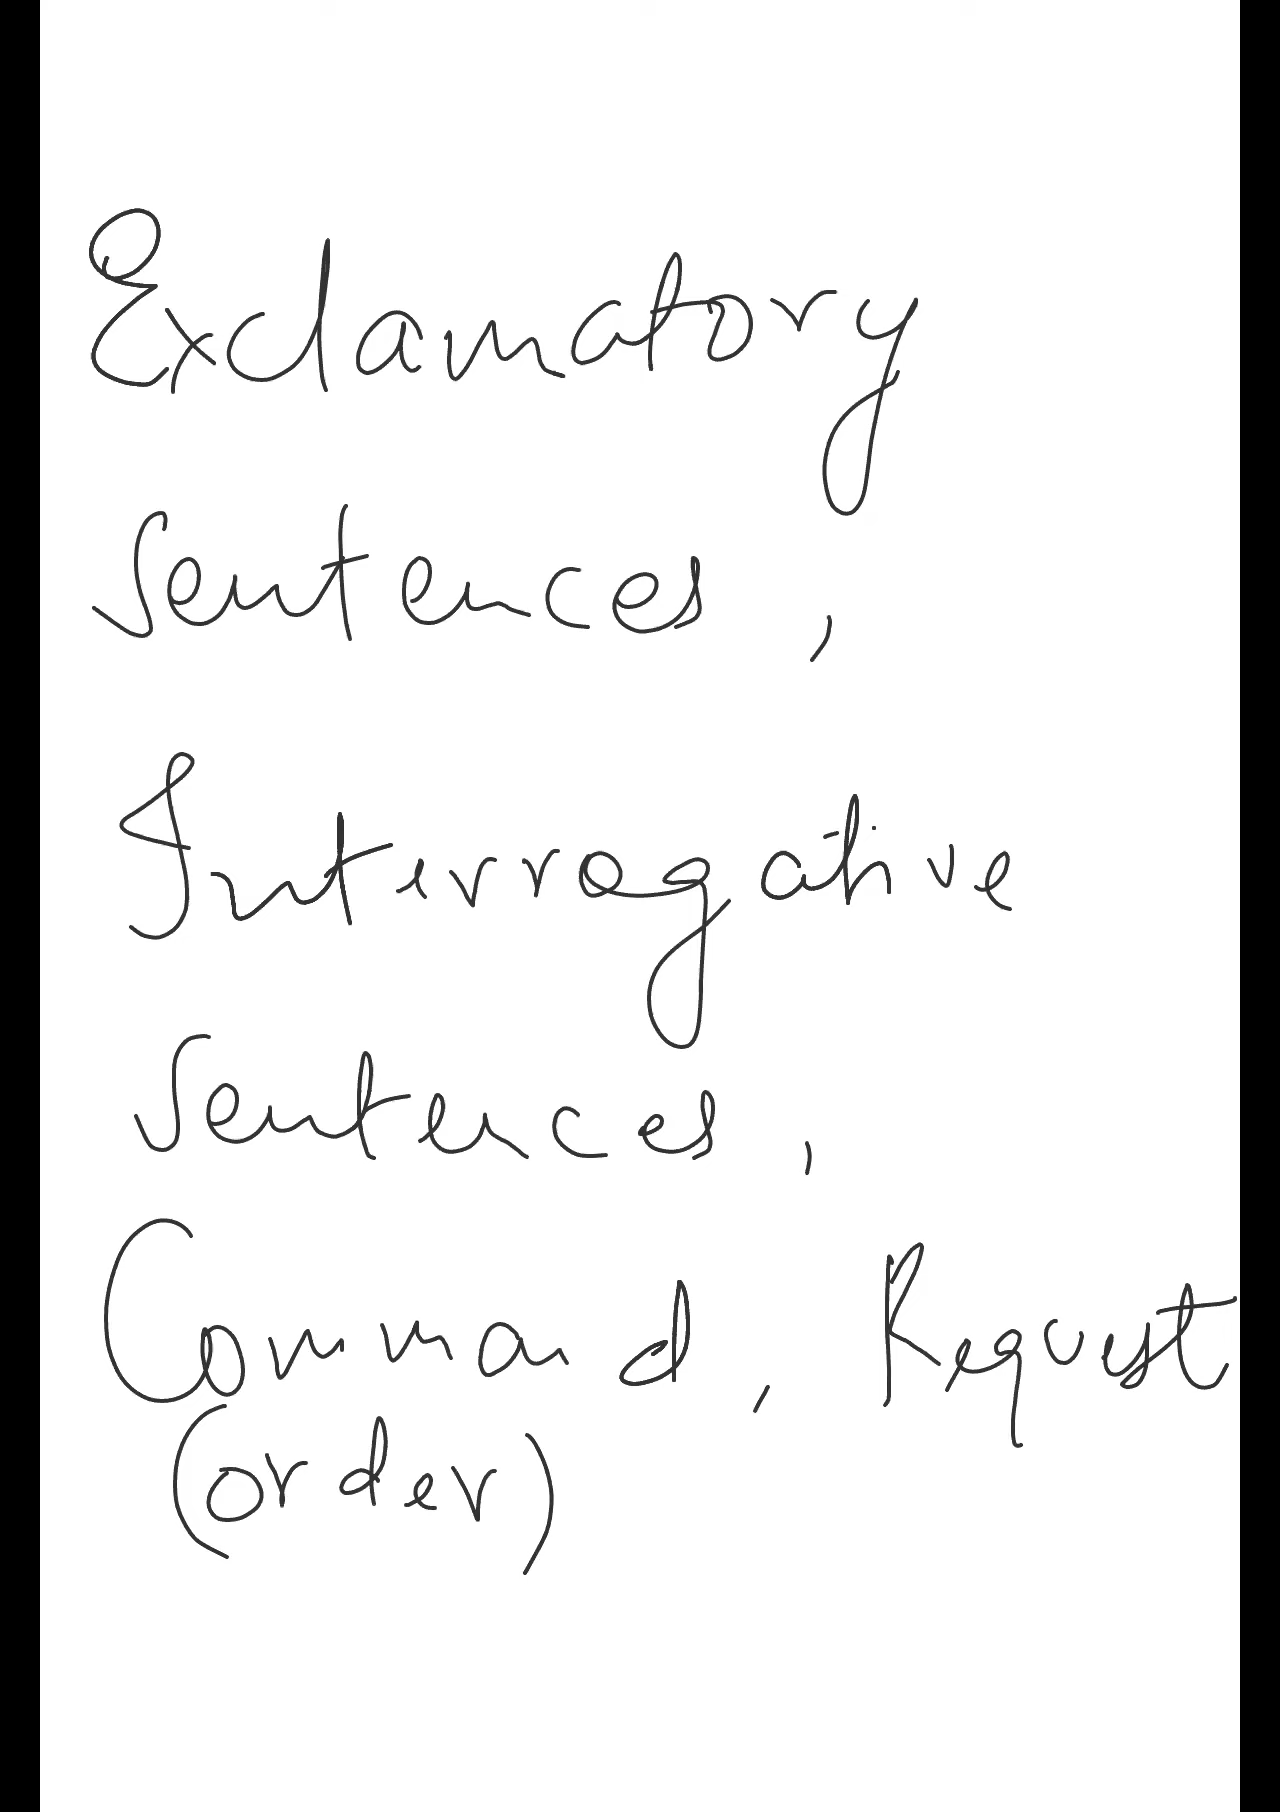 Exclamatory
Sentences,
Interrogative
Sentences,
Command, Request
(order)